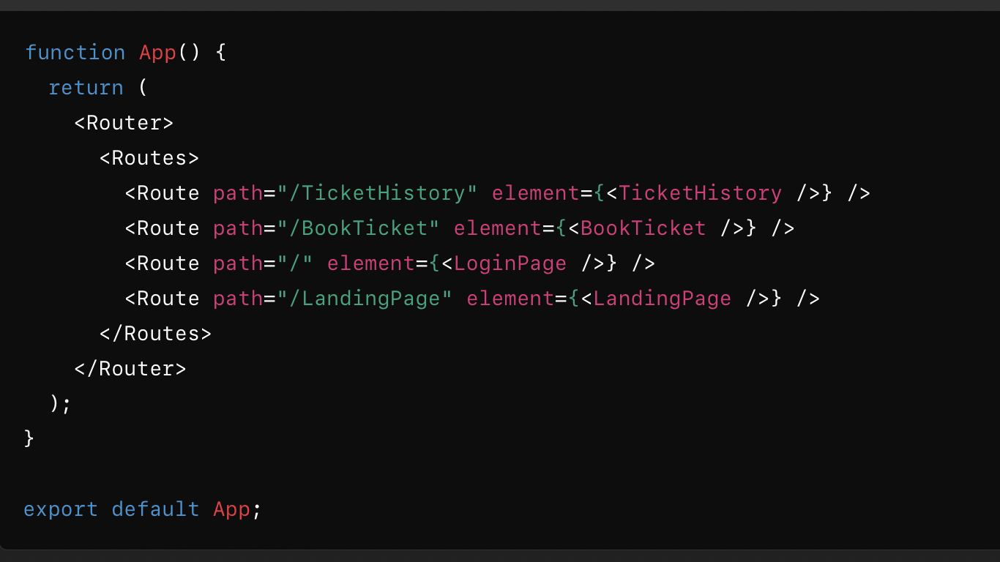 function App() {
  return (
    <Router>
      <Routes>
        <Route path="/TicketHistory" element={<TicketHistory />} />
        <Route path="/BookTicket" element={<BookTicket />} />
        <Route path="/" element={<LoginPage />} />
        <Route path="/LandingPage" element={<LandingPage />} />
      </Routes>
    </Router>
  );
}
export default App;